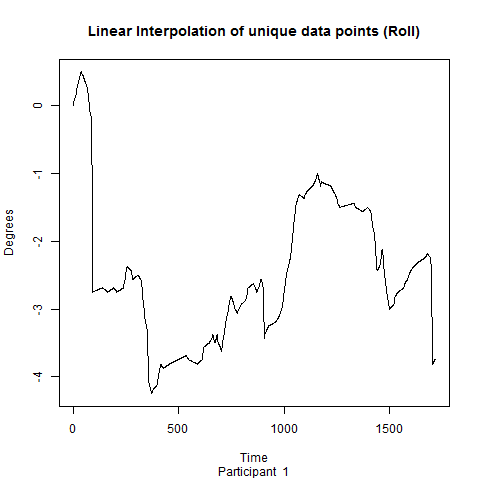 Linear Interpolation of unique data points (Roll)
Degrees
0
-1
-2
-3
-4
0 500 1000 1500
Time
Participant 1